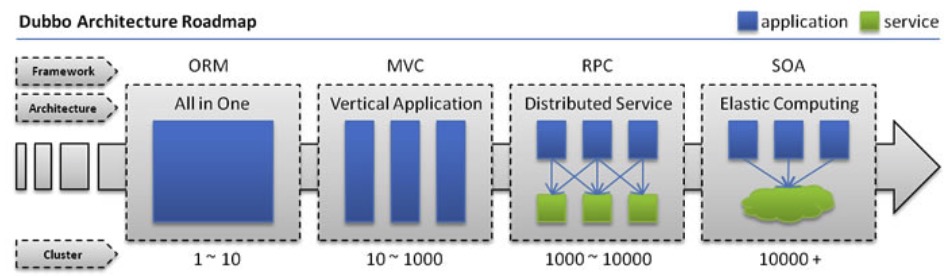 Dubbo Architecture Roadmap
application
service
Framework
ORM
MVC
RPC
SOA
Architecture
All in One
Vertical Application
Distributed Service
Elastic Computing
Cluster
1 ~ 10
10 ~ 1000
1000 ~ 10000
10000 +